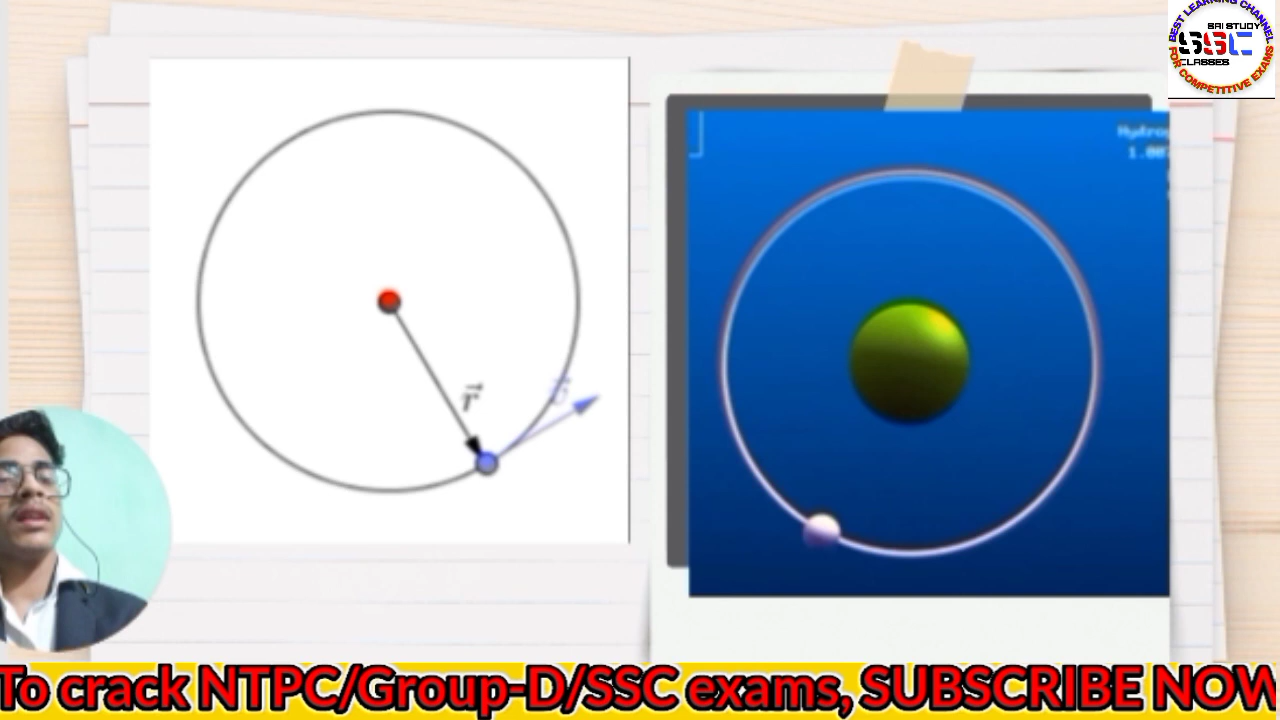 BEST LEARNING CHANNEL
SRI STUDY
SSC
CLASSES
FOR COMPETITIVE EXAMS
r
To crack NTPC/Group-D/SSC exams, SUBSCRIBE NOW